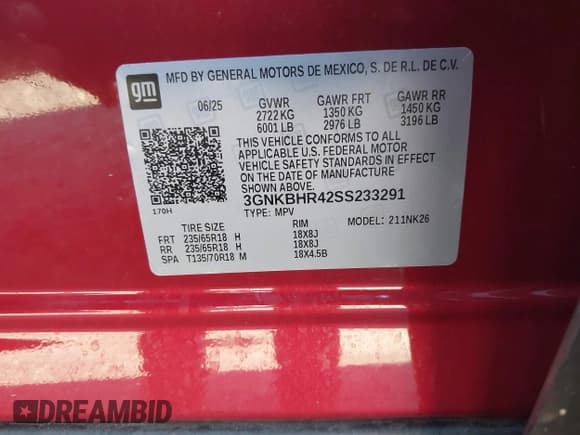 gm
MFD BY GENERAL MOTORS DE MEXICO, S. DE R.L. DE C.V.
06/25 GVWR GAWR FRT GAWR RR
2722 KG 1350 KG 1450 KG
6001 LB 2976 LB 3196 LB
THIS VEHICLE CONFORMS TO ALL
APPLICABLE U.S. FEDERAL MOTOR
VEHICLE SAFETY STANDARDS IN EFFECT
ON THE DATE OF MANUFACTURE
SHOWN ABOVE.
3GNKBHR42SS233291
170H
TYPE: MPV MODEL: 211NK26
TIRE SIZE RIM
FRT 235/65R18 H 18X8J
RR 235/65R18 H 18X8J
SPA T135/70R18 M 18X4.5B
DREAMBID